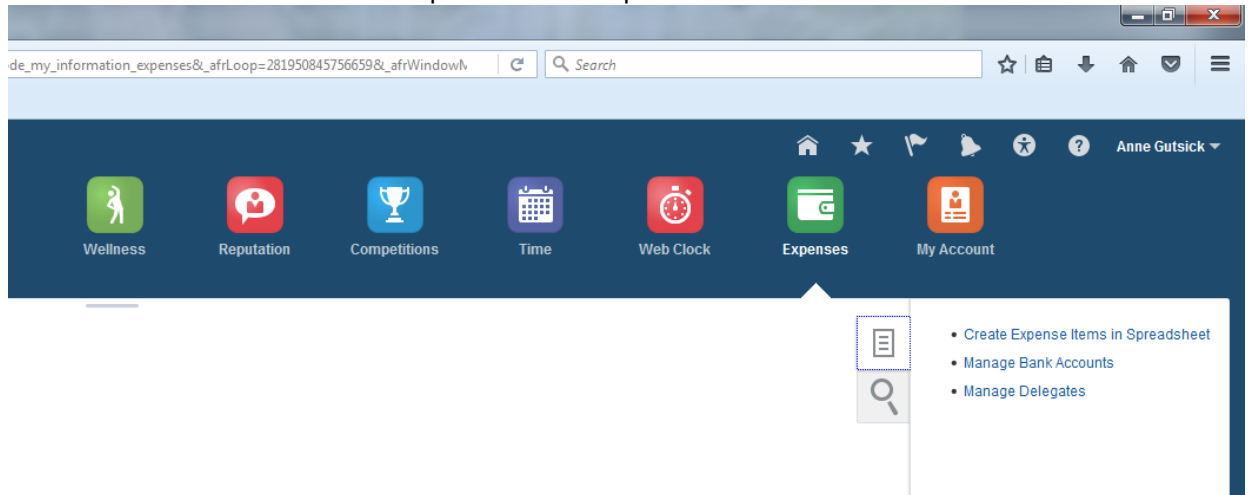 de_my_information_expenses&_afrLoop=281950845756659&_afrWindowM
Search
Anne Gutsick
Wellness
Reputation
Competitions
Time
Web Clock
Expenses
My Account
• Create Expense Items in Spreadsheet
• Manage Bank Accounts
• Manage Delegates